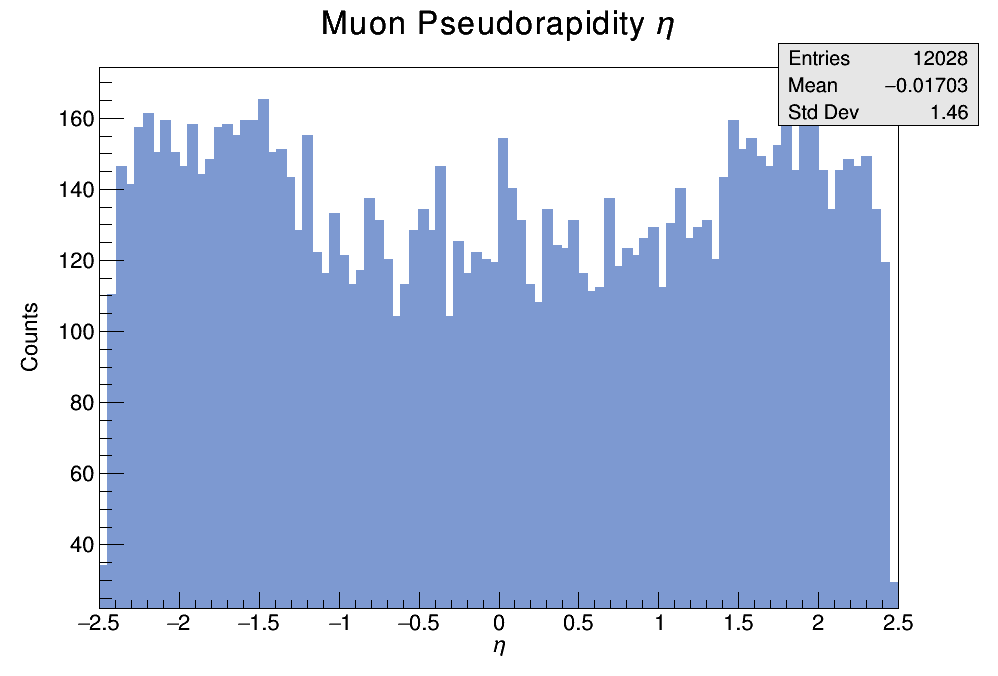 Muon Pseudorapidity η
Entries 12028
Mean −0.01703
Std Dev 1.46
160
140
120
100
80
60
40
Counts
−2.5 −2 −1.5 −1 −0.5 0 0.5 1 1.5 2 2.5
η